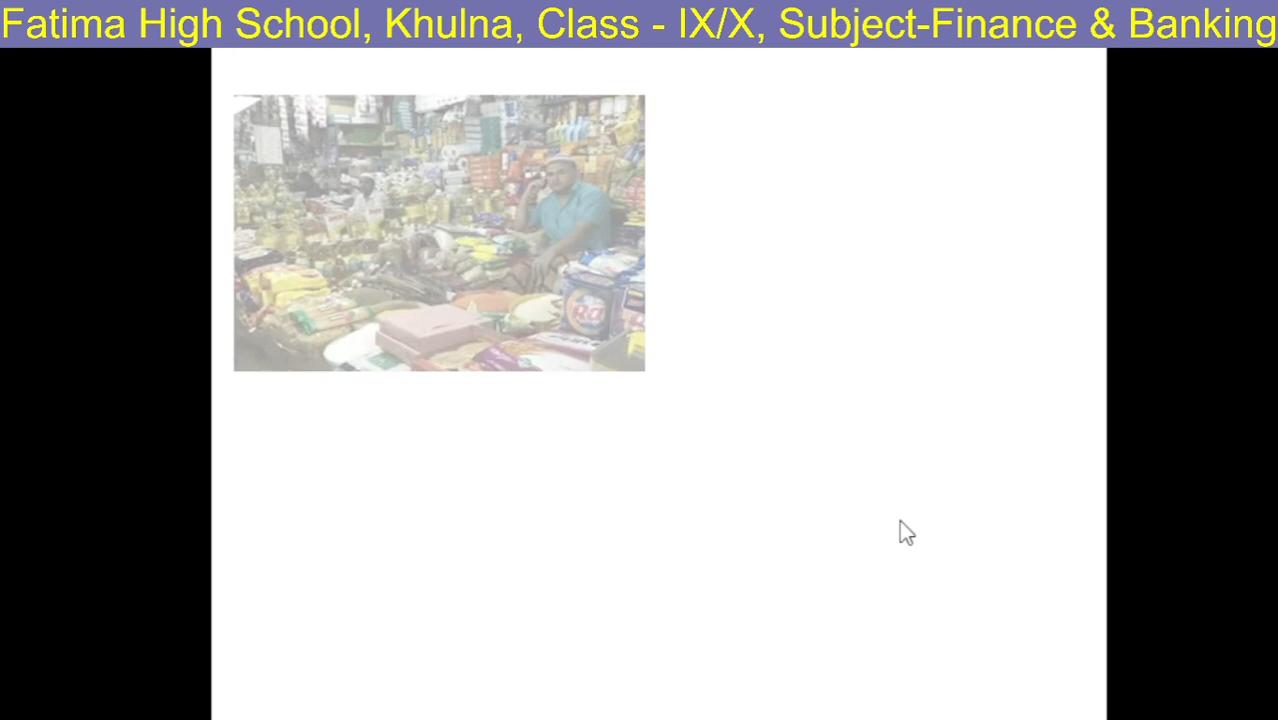 Fatima High School, Khulna, Class - IX/X, Subject-Finance & Banking